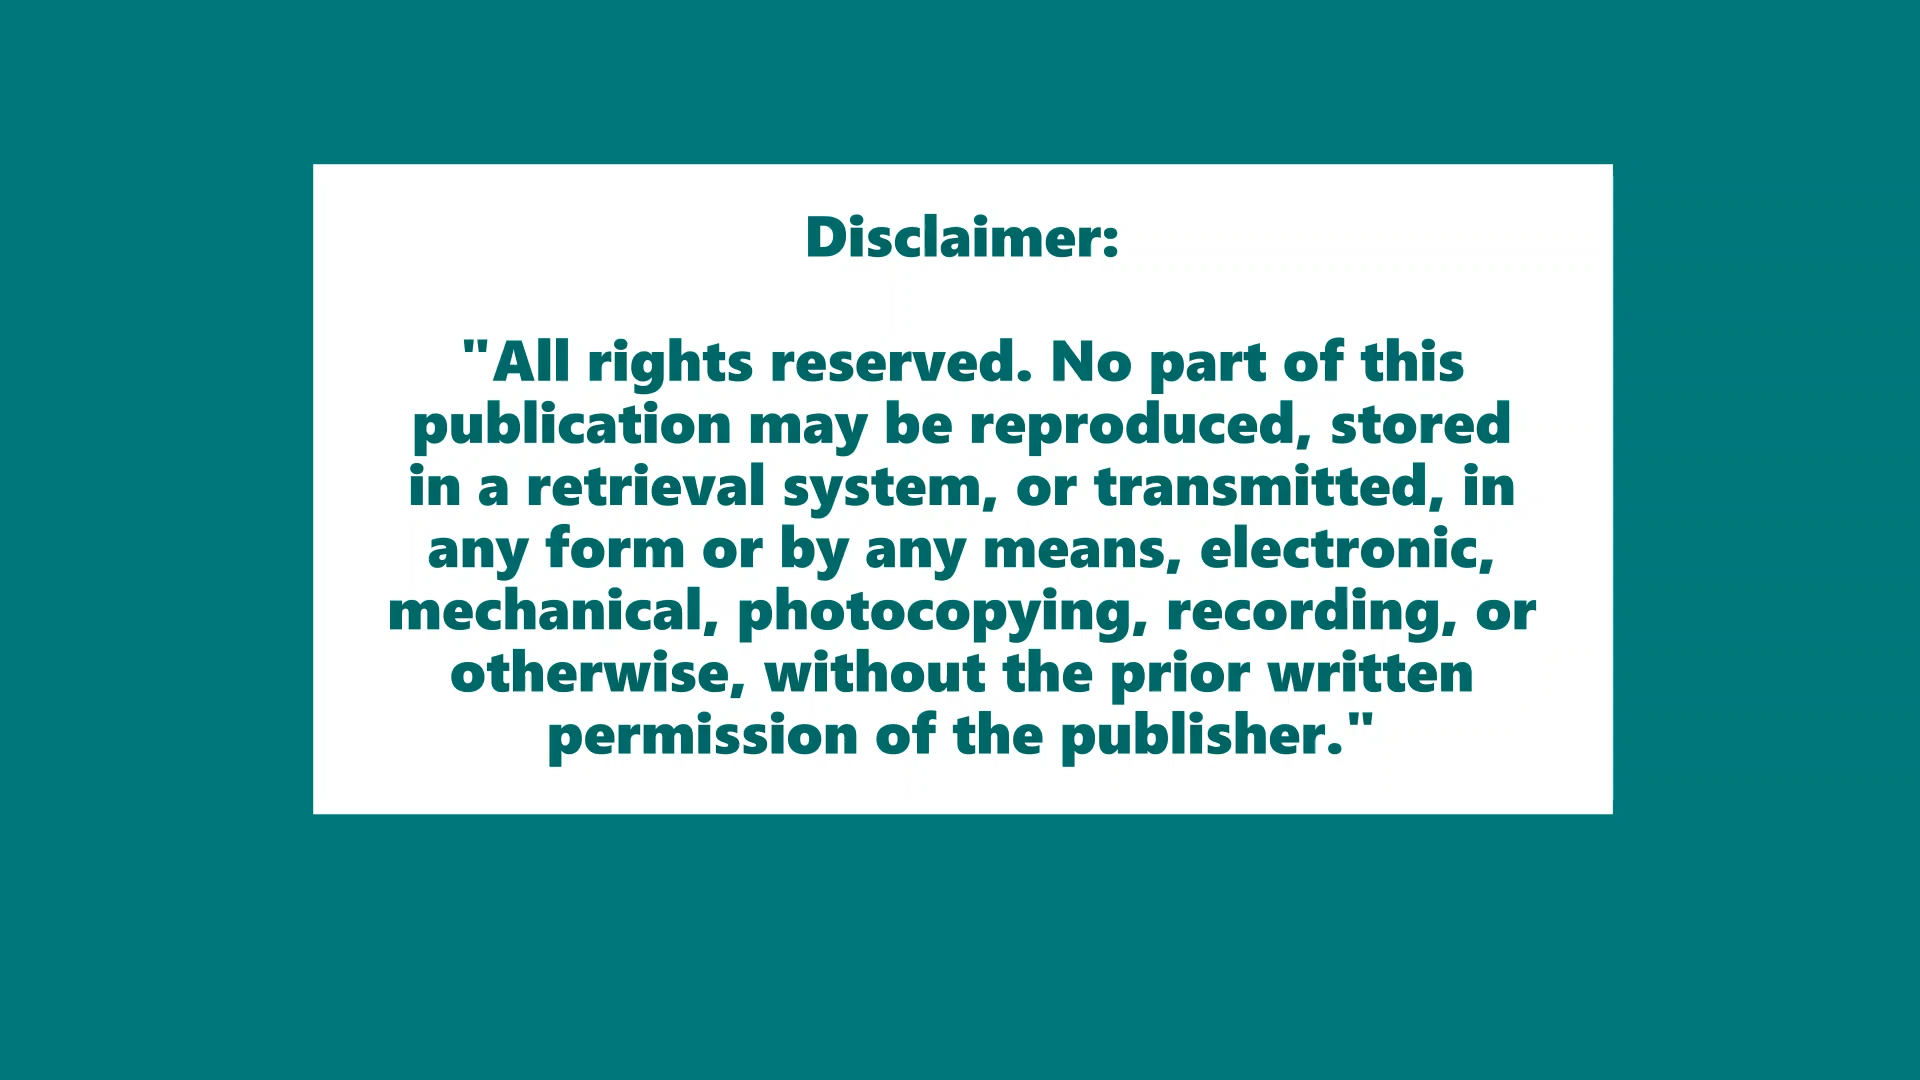 Disclaimer:
"All rights reserved. No part of this
publication may be reproduced, stored
in a retrieval system, or transmitted, in
any form or by any means, electronic,
mechanical, photocopying, recording, or
otherwise, without the prior written
permission of the publisher."